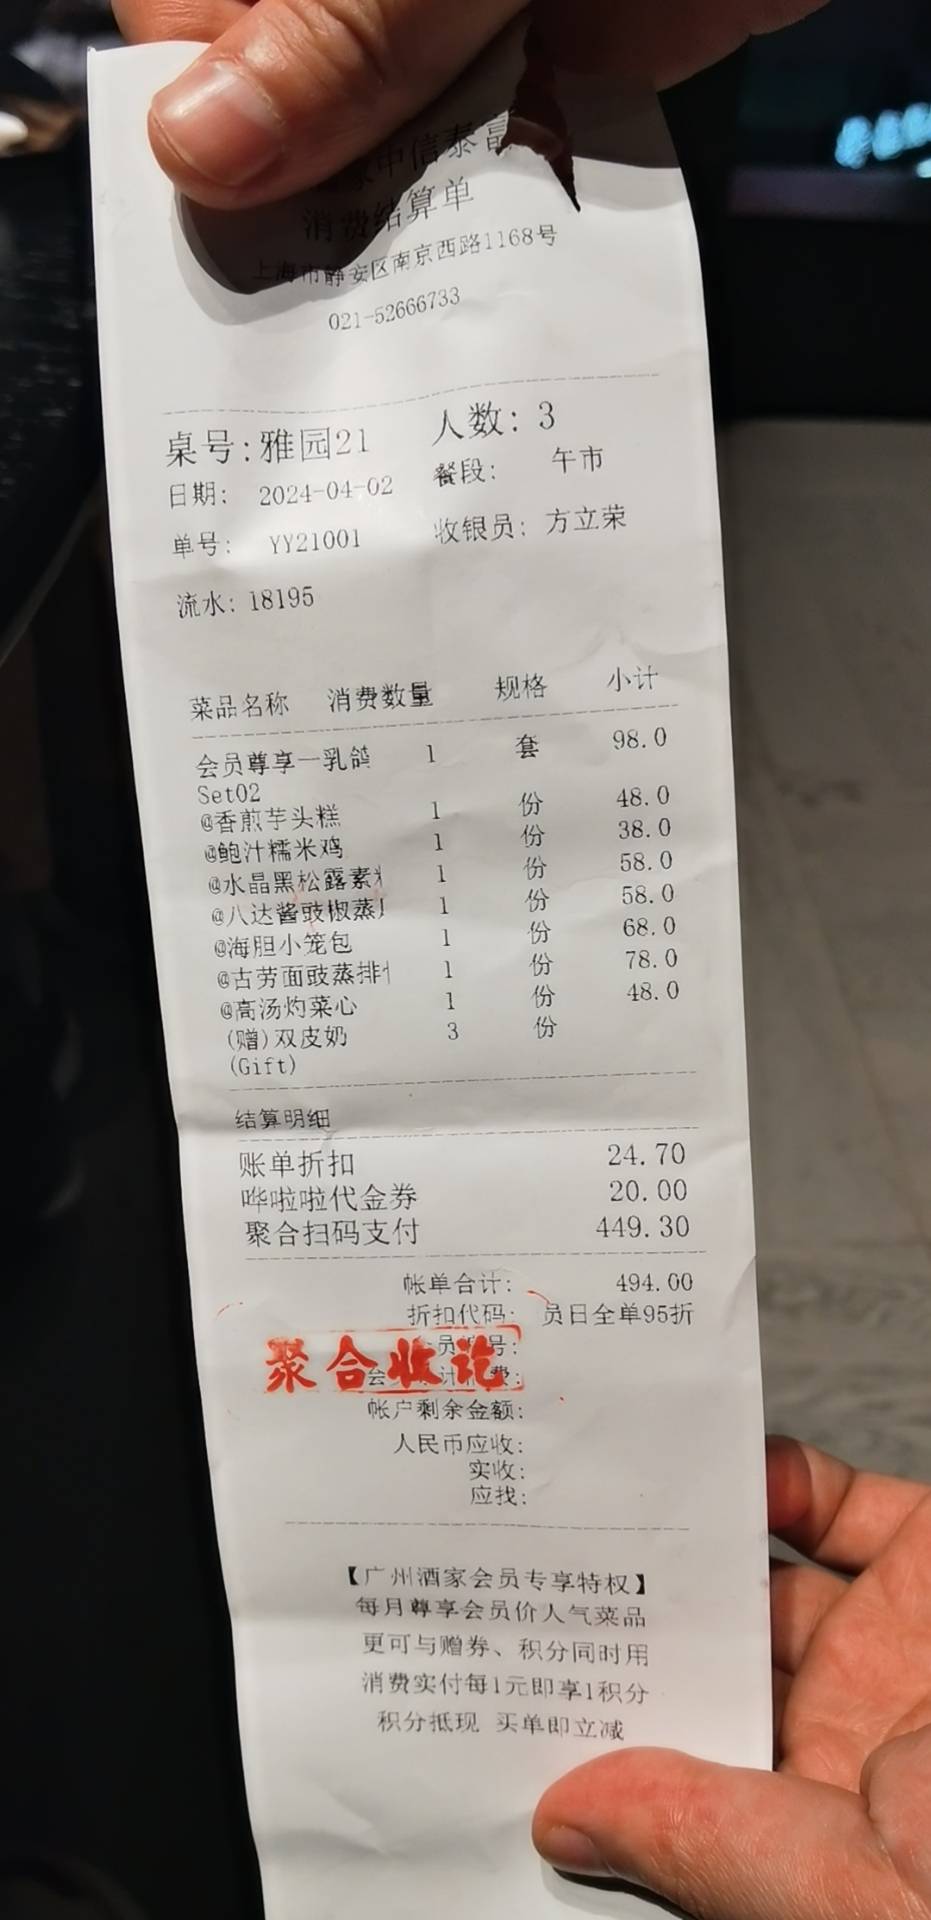 中信泰富
消费结算单
上海市静安区南京西路1168号
021-52666733
桌号:雅园21 人数: 3
日期: 2024-04-02 餐段: 午市
单号: YY21001 收银员: 方立荣
流水: 18195
菜品名称 消费数量 规格 小计
会员尊享一乳鸽 1 套 98.0
Set02
@香煎芋头糕 1 份 48.0
@鲍汁糯米鸡 1 份 38.0
@水晶黑松露素 1 份 58.0
@八达酱豉椒蒸 1 份 58.0
@海胆小笼包 1 份 68.0
@古劳面豉蒸排 1 份 78.0
@高汤灼菜心 1 份 48.0
(赠)双皮奶 3 份
(Gift)
结算明细
账单折扣 24.70
哗啦啦代金券 20.00
聚合扫码支付 449.30
帐单合计: 494.00
折扣代码: 员日全单95折
号:
费:
聚合收讫
帐户剩余金额:
人民币应收:
实收:
应找:
【广州酒家会员专享特权】
每月尊享会员价人气菜品
更可与赠券、积分同时用
消费实付每1元即享1积分
积分抵现 买单即立减